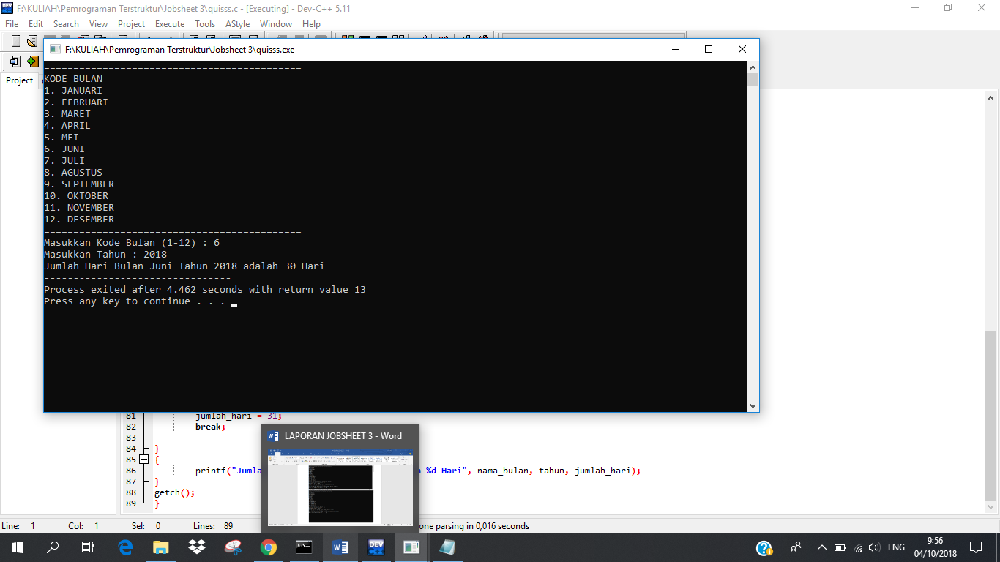 F:\KULIAH\Pemrograman Terstruktur\Jobsheet 3\quisss.c - [Executing] - Dev-C++ 5.11
File Edit Search View Project Execute Tools AStyle Window Help
F:\KULIAH\Pemrograman Terstruktur\Jobsheet 3\quisss.exe
Project
============================================
KODE BULAN
1. JANUARI
2. FEBRUARI
3. MARET
4. APRIL
5. MEI
6. JUNI
7. JULI
8. AGUSTUS
9. SEPTEMBER
10. OKTOBER
11. NOVEMBER
12. DESEMBER
============================================
Masukkan Kode Bulan (1-12) : 6
Masukkan Tahun : 2018
Jumlah Hari Bulan Juni Tahun 2018 adalah 30 Hari
--------------------------------
Process exited after 4.462 seconds with return value 13
Press any key to continue . . .
81 jumlah_hari = 31;
82 break;
83
84 }
85 {
86 printf("Jumla %d Hari", nama_bulan, tahun, jumlah_hari);
87 }
88 getch();
89 }
LAPORAN JOBSHEET 3 - Word
Line: 1 Col: 1 Sel: 0 Lines: 89 one parsing in 0,016 seconds
DEV
ENG
9:56
04/10/2018